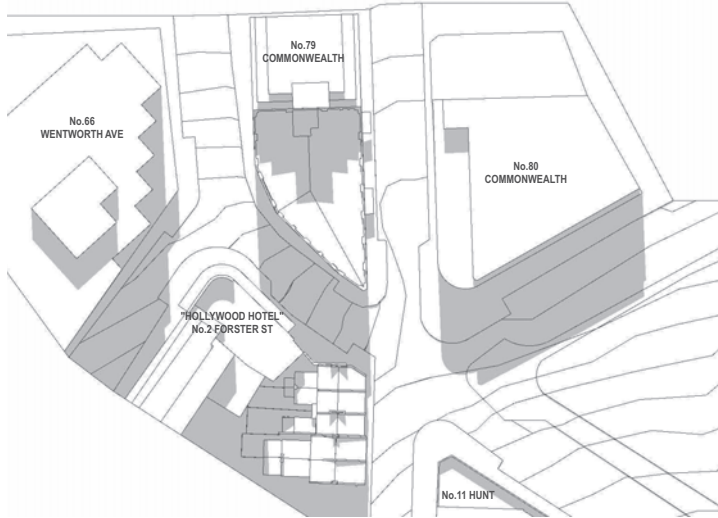 No.79
COMMONWEALTH
No.66
WENTWORTH AVE
No.80
COMMONWEALTH
"HOLLYWOOD HOTEL"
No.2 FORSTER ST
No.11 HUNT